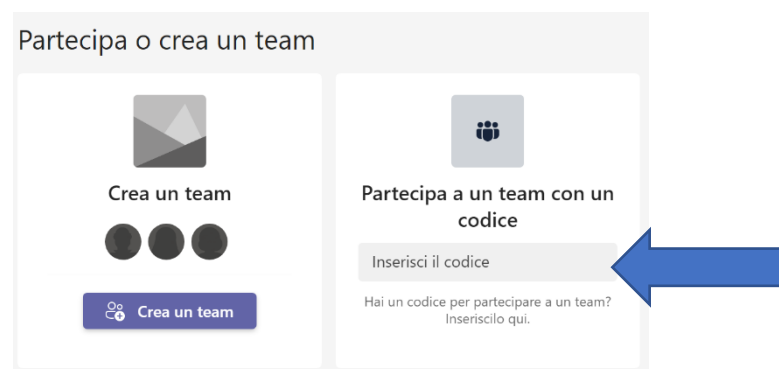 Partecipa o crea un team
Crea un team
Crea un team
Partecipa a un team con un
codice
Inserisci il codice
Hai un codice per partecipare a un team?
Inseriscilo qui.